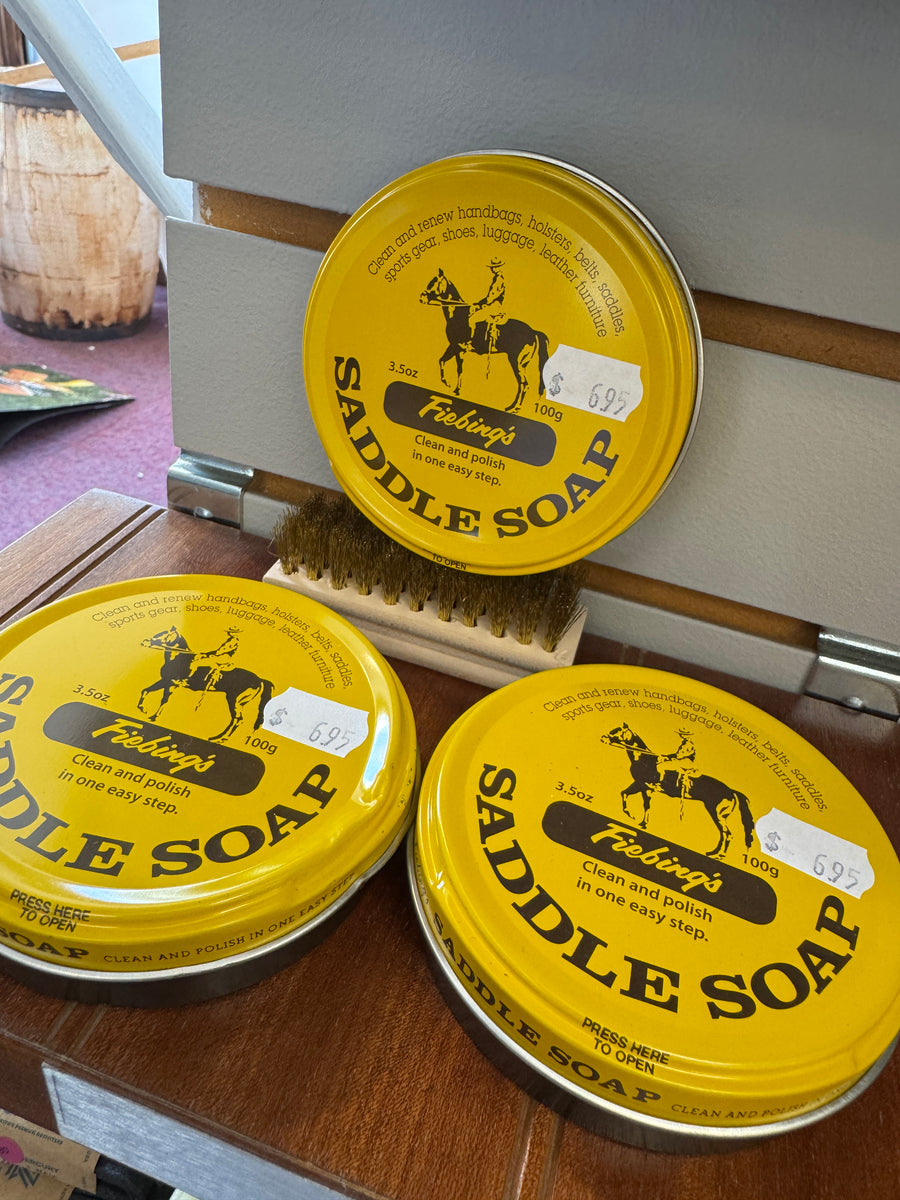 Clean and renew handbags, holsters, belts, saddles,
sports gear, shoes, luggage, leather furniture
3.5oz
$ 6.95
Fiebing's
100g
Clean and polish
in one easy step.
SADDLE SOAP
TO OPEN
Clean and renew handbags, holsters, belts, saddles,
sports gear, shoes, luggage, leather furniture
3.5oz
$ 6.95
Fiebing's
100g
Clean and polish
in one easy step.
SADDLE SOAP
PRESS HERE
TO OPEN
SOAP CLEAN AND POLISH IN ONE EASY STEP
Clean and renew handbags, holsters, belts, saddles,
sports gear, shoes, luggage, leather furniture
3.5oz
$ 6.95
Fiebing's
100g
Clean and polish
in one easy step.
SADDLE SOAP
PRESS HERE
TO OPEN
SADDLE SOAP CLEAN AND POLISH